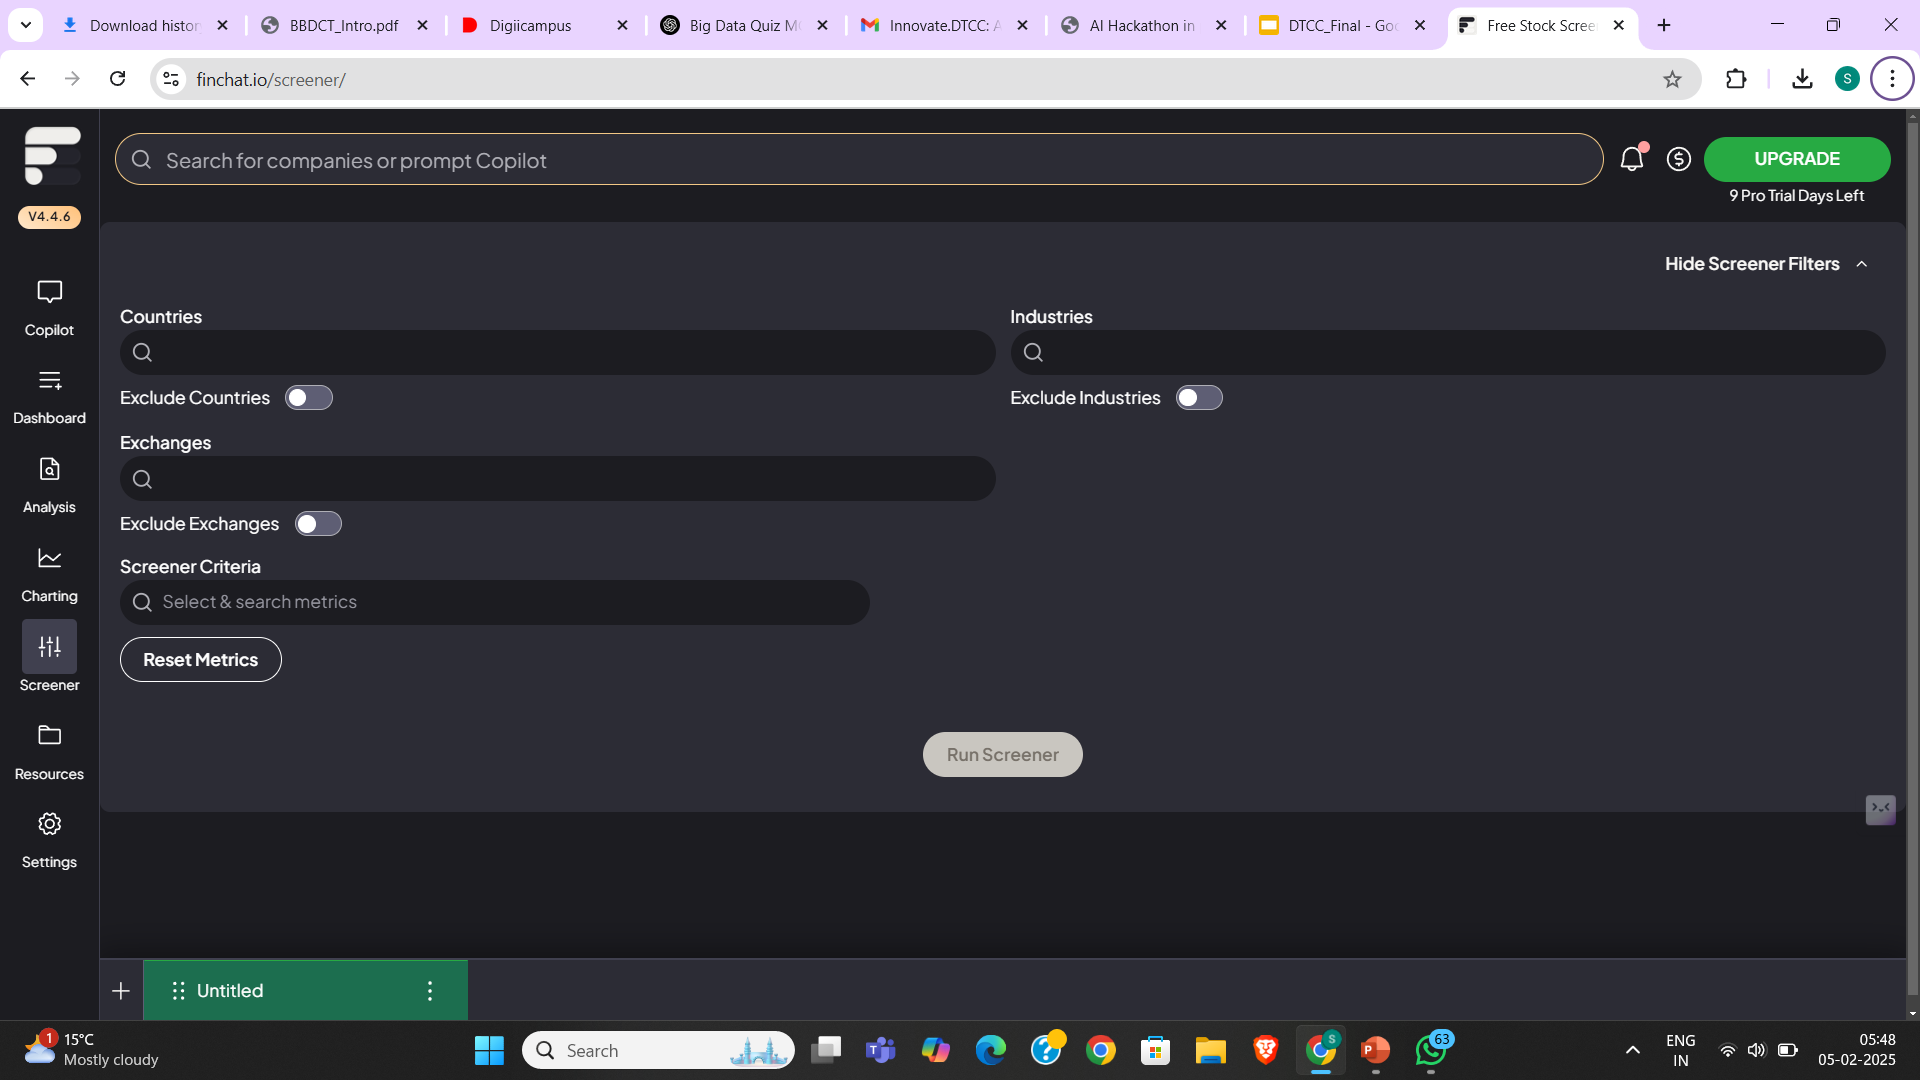 Download histor
BBDCT_Intro.pdf
Digiicampus
Big Data Quiz M
Innovate.DTCC: A
AI Hackathon in
DTCC_Final - Goo
Free Stock Scree
finchat.io/screener/
S
Search for companies or prompt Copilot
UPGRADE
9 Pro Trial Days Left
V4.4.6
Copilot
Dashboard
Analysis
Charting
Screener
Resources
Settings
Hide Screener Filters
Countries
Industries
Exclude Countries
Exclude Industries
Exchanges
Exclude Exchanges
Screener Criteria
Select & search metrics
Reset Metrics
Run Screener
Untitled
1
15°C
Mostly cloudy
Search
S
63
ENG
IN
05:48
05-02-2025